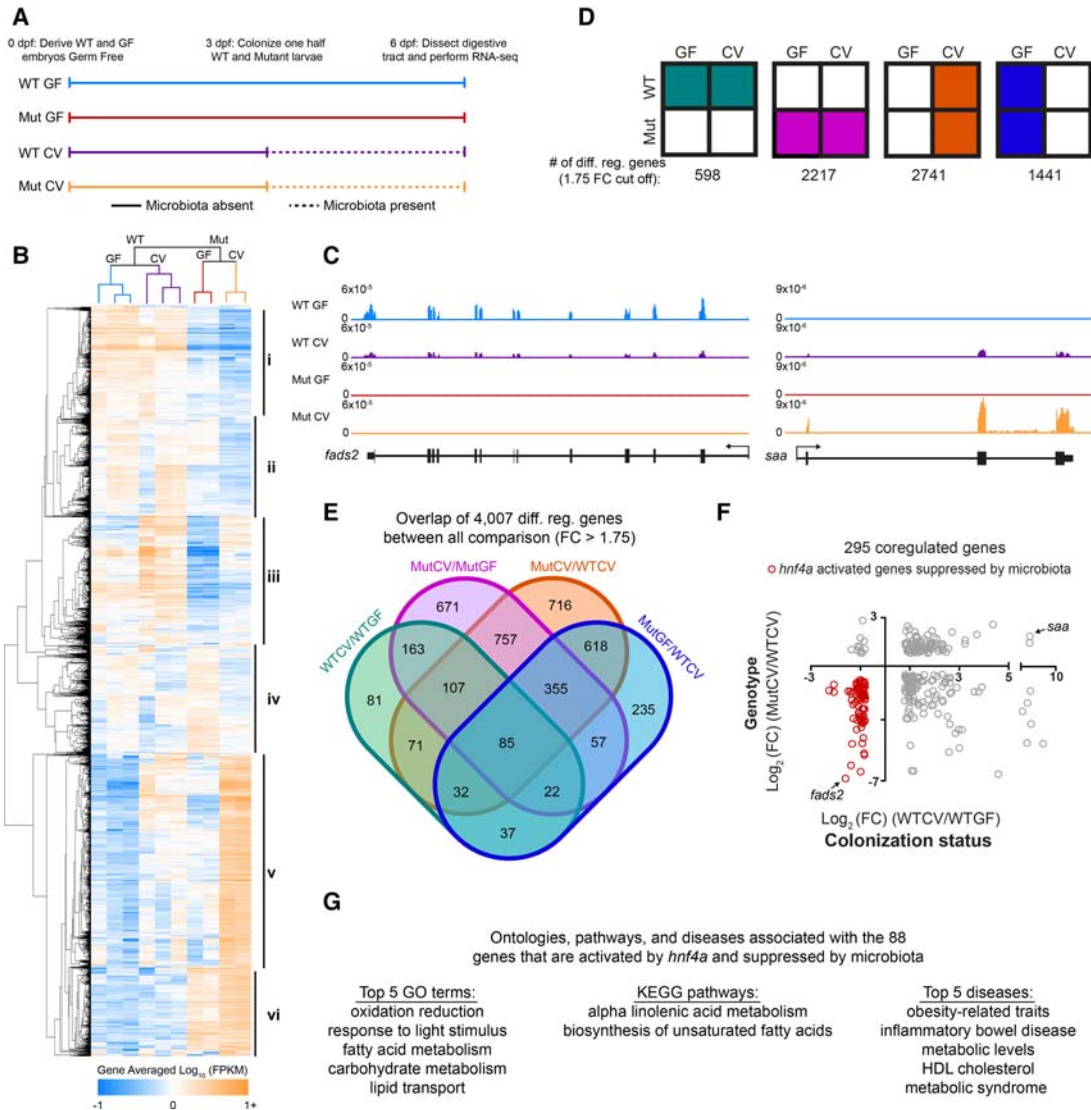 A
0 dpf: Derive WT and GF
embryos Germ Free
3 dpf: Colonize one half
WT and Mutant larvae
6 dpf: Dissect digestive
tract and perform RNA-seq
WT GF
Mut GF
WT CV
Mut CV
Microbiota absent
Microbiota present
D
GF CV
GF CV
GF CV
GF CV
WT
Mut
# of diff. reg. genes
(1.75 FC cut off):
598
2217
2741
1441
B
WT
Mut
GF
CV
GF
CV
i
ii
iii
iv
v
vi
Gene Averaged Log10 (FPKM)
-1
0
1+
C
6x10-5
WT GF
0
6x10-5
WT CV
0
6x10-5
Mut GF
0
6x10-5
Mut CV
0
fads2
9x10-6
0
9x10-6
0
9x10-6
0
9x10-6
0
saa
E
Overlap of 4,007 diff. reg. genes
between all comparison (FC > 1.75)
MutCV/MutGF
MutCV/WTCV
WTCV/WTGF
MutGF/WTCV
671
716
163
757
618
81
107
355
235
71
85
57
32
22
37
F
295 coregulated genes
hnf4a activated genes suppressed by microbiota
Genotype
Log2 (FC) (MutCV/WTCV)
3
saa
-3
3
5
10
-7
fads2
Log2 (FC) (WTCV/WTGF)
Colonization status
G
Ontologies, pathways, and diseases associated with the 88
genes that are activated by hnf4a and suppressed by microbiota
Top 5 GO terms:
oxidation reduction
response to light stimulus
fatty acid metabolism
carbohydrate metabolism
lipid transport
KEGG pathways:
alpha linolenic acid metabolism
biosynthesis of unsaturated fatty acids
Top 5 diseases:
obesity-related traits
inflammatory bowel disease
metabolic levels
HDL cholesterol
metabolic syndrome